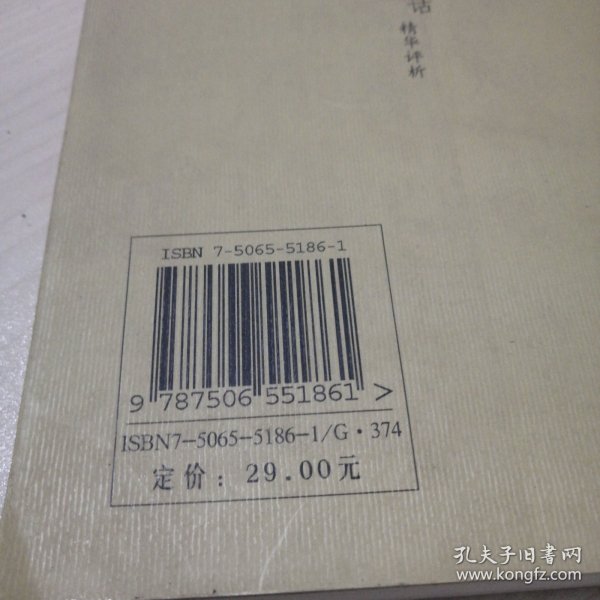 话
精华评析
ISBN 7-5065-5186-1
9 787506 551861 >
ISBN7-5065-5186-1/G·374
定价：29.00元
孔夫子旧书网
www.kongfz.com